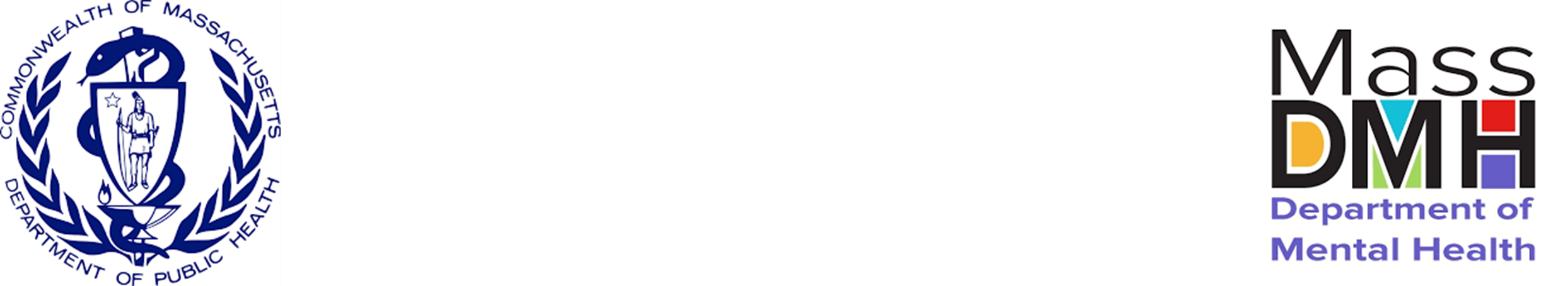 COMMONWEALTH OF MASSACHUSETTS
DEPARTMENT OF PUBLIC HEALTH
Mass
DMH
Department of
Mental Health